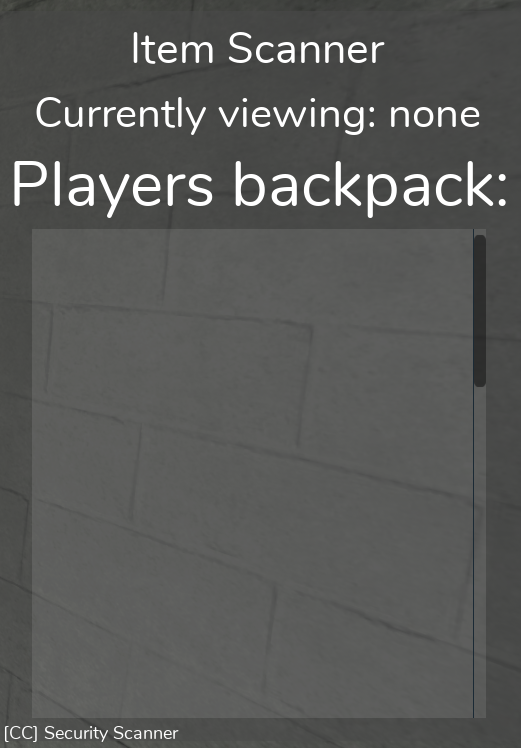 Item Scanner
Currently viewing: none
Players backpack:
[CC] Security Scanner